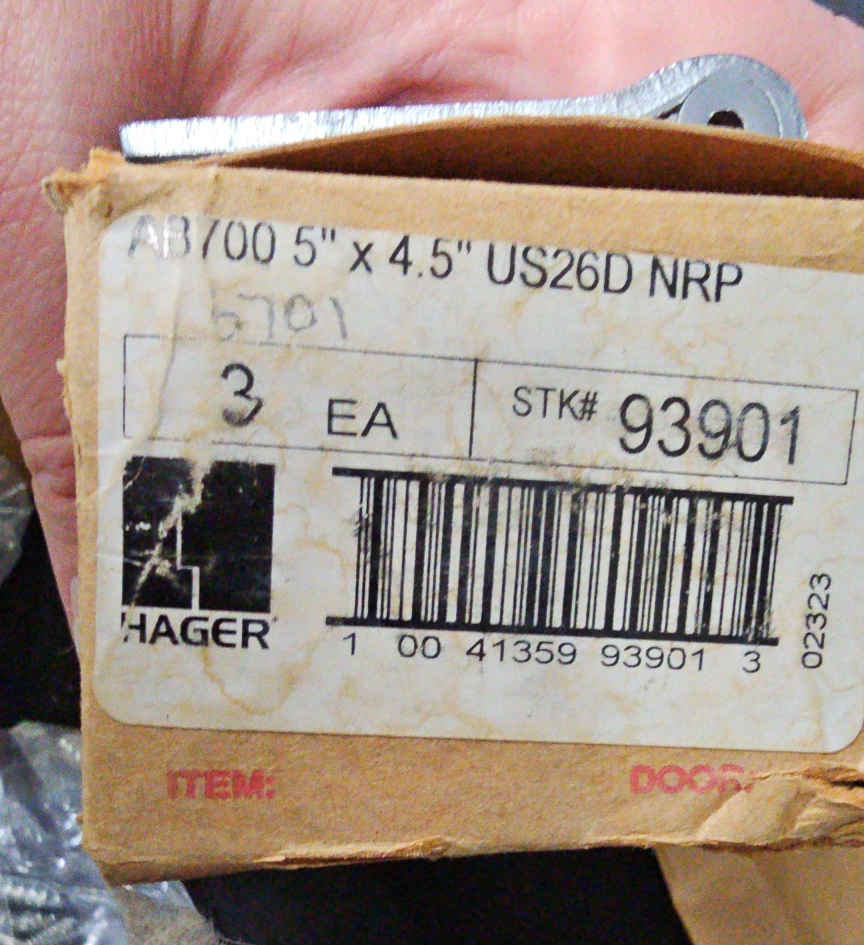 AB700 5" x 4.5" US26D NRP
5701
3 EA STK# 93901
HAGER
1 00 41359 93901 3
02323
ITEM: DOOR: